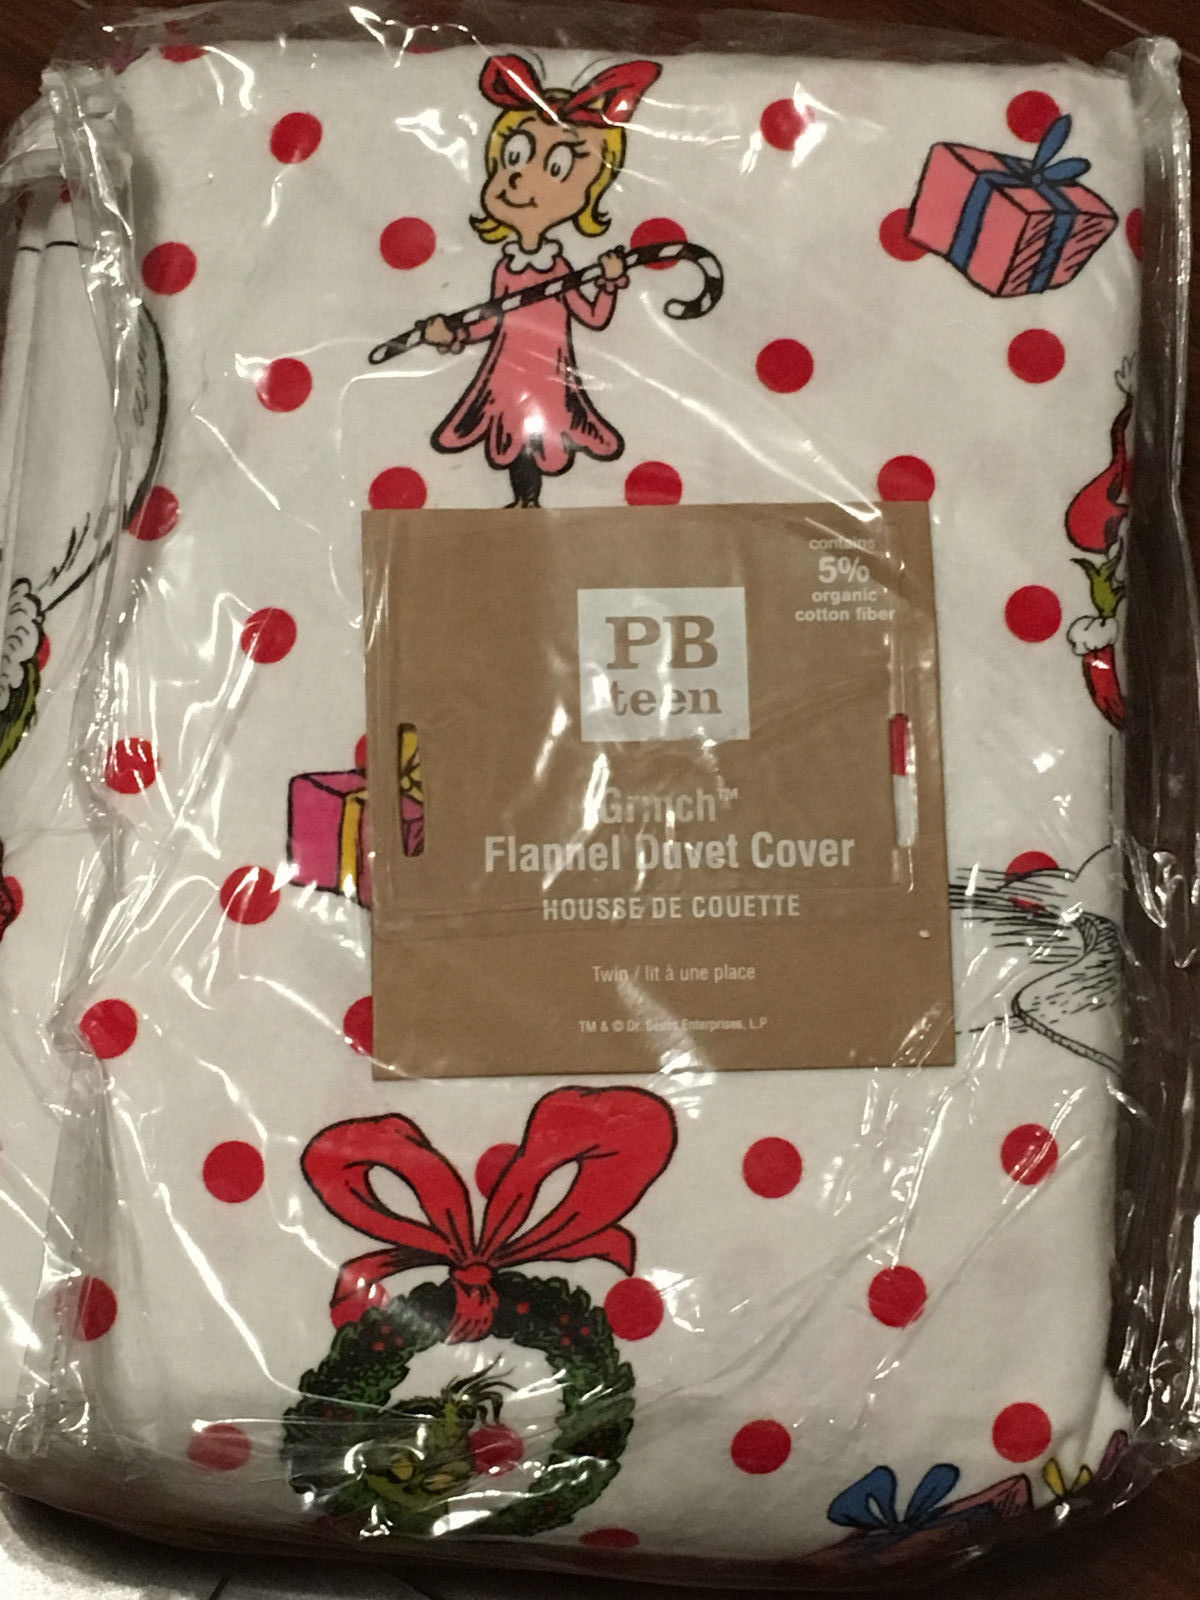 contains
5%
organic
cotton fiber
PB
teen
Grinch™
Flannel Duvet Cover
HOUSSE DE COUETTE
Twin / lit à une place
TM & © Dr. Seuss Enterprises, L.P